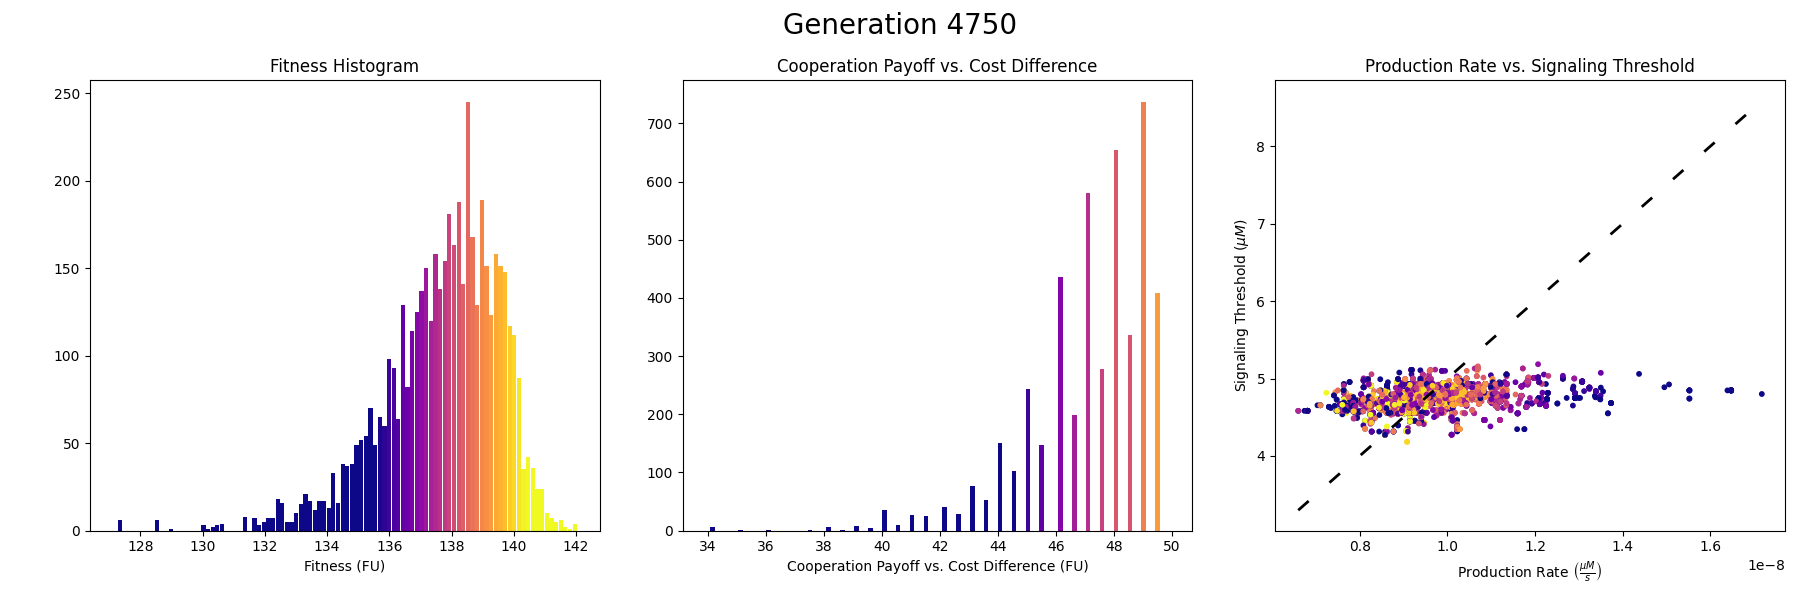 Generation 4750
Fitness Histogram
250
200
150
100
50
0
128 130 132 134 136 138 140 142
Fitness (FU)
Cooperation Payoff vs. Cost Difference
700
600
500
400
300
200
100
0
34 36 38 40 42 44 46 48 50
Cooperation Payoff vs. Cost Difference (FU)
Production Rate vs. Signaling Threshold
Signaling Threshold (μM)
8
7
6
5
4
0.8 1.0 1.2 1.4 1.6
1e−8
Production Rate (μM/s)